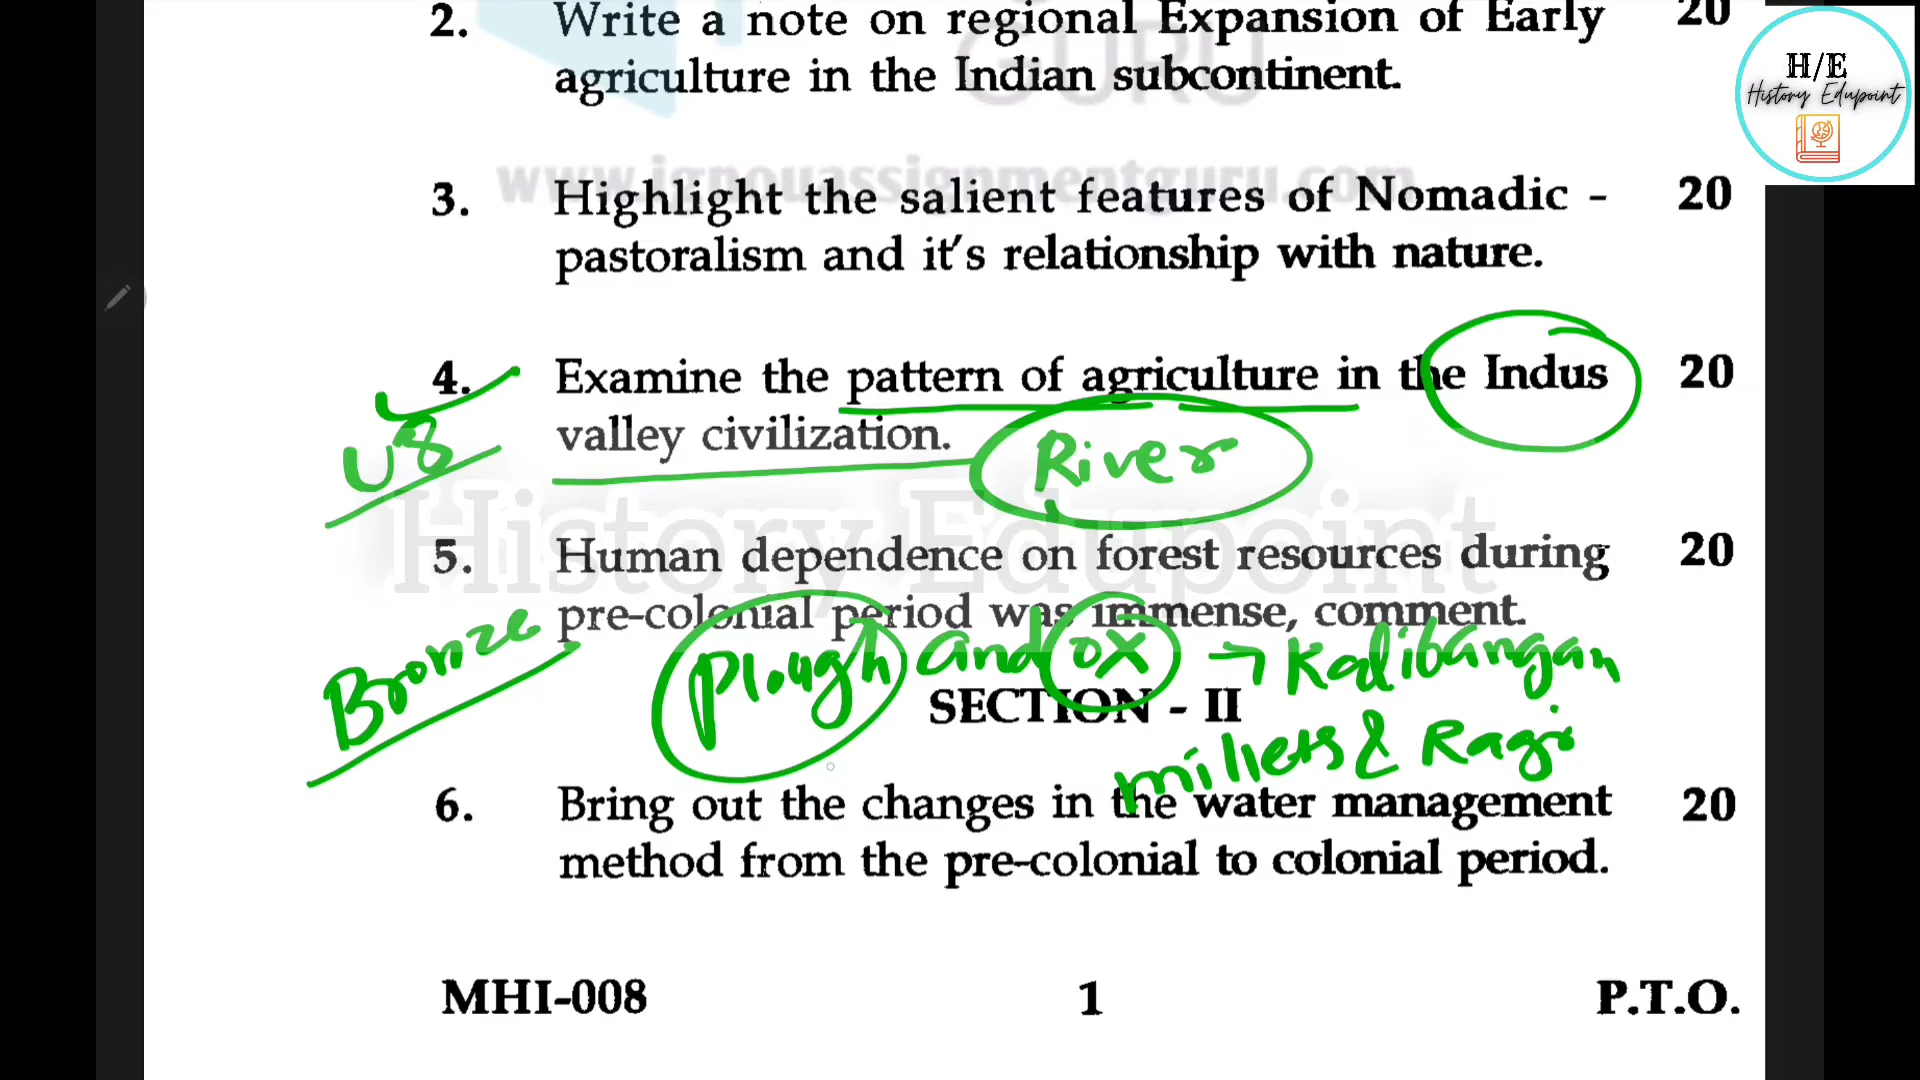 2. Write a note on regional Expansion of Early 20
agriculture in the Indian subcontinent.
H/E
History Edupoint
GURU
www.ignouassignmentguru.com
3. Highlight the salient features of Nomadic - 20
pastoralism and it's relationship with nature.
4. Examine the pattern of agriculture in the Indus 20
valley civilization.
River
U8
History Edupoint
5. Human dependence on forest resources during 20
pre-colonial period was immense, comment.
Bronze
Plough and OX → Kalibangan
SECTION - II
millets & Ragi
6. Bring out the changes in the water management 20
method from the pre-colonial to colonial period.
MHI-008 1 P.T.O.